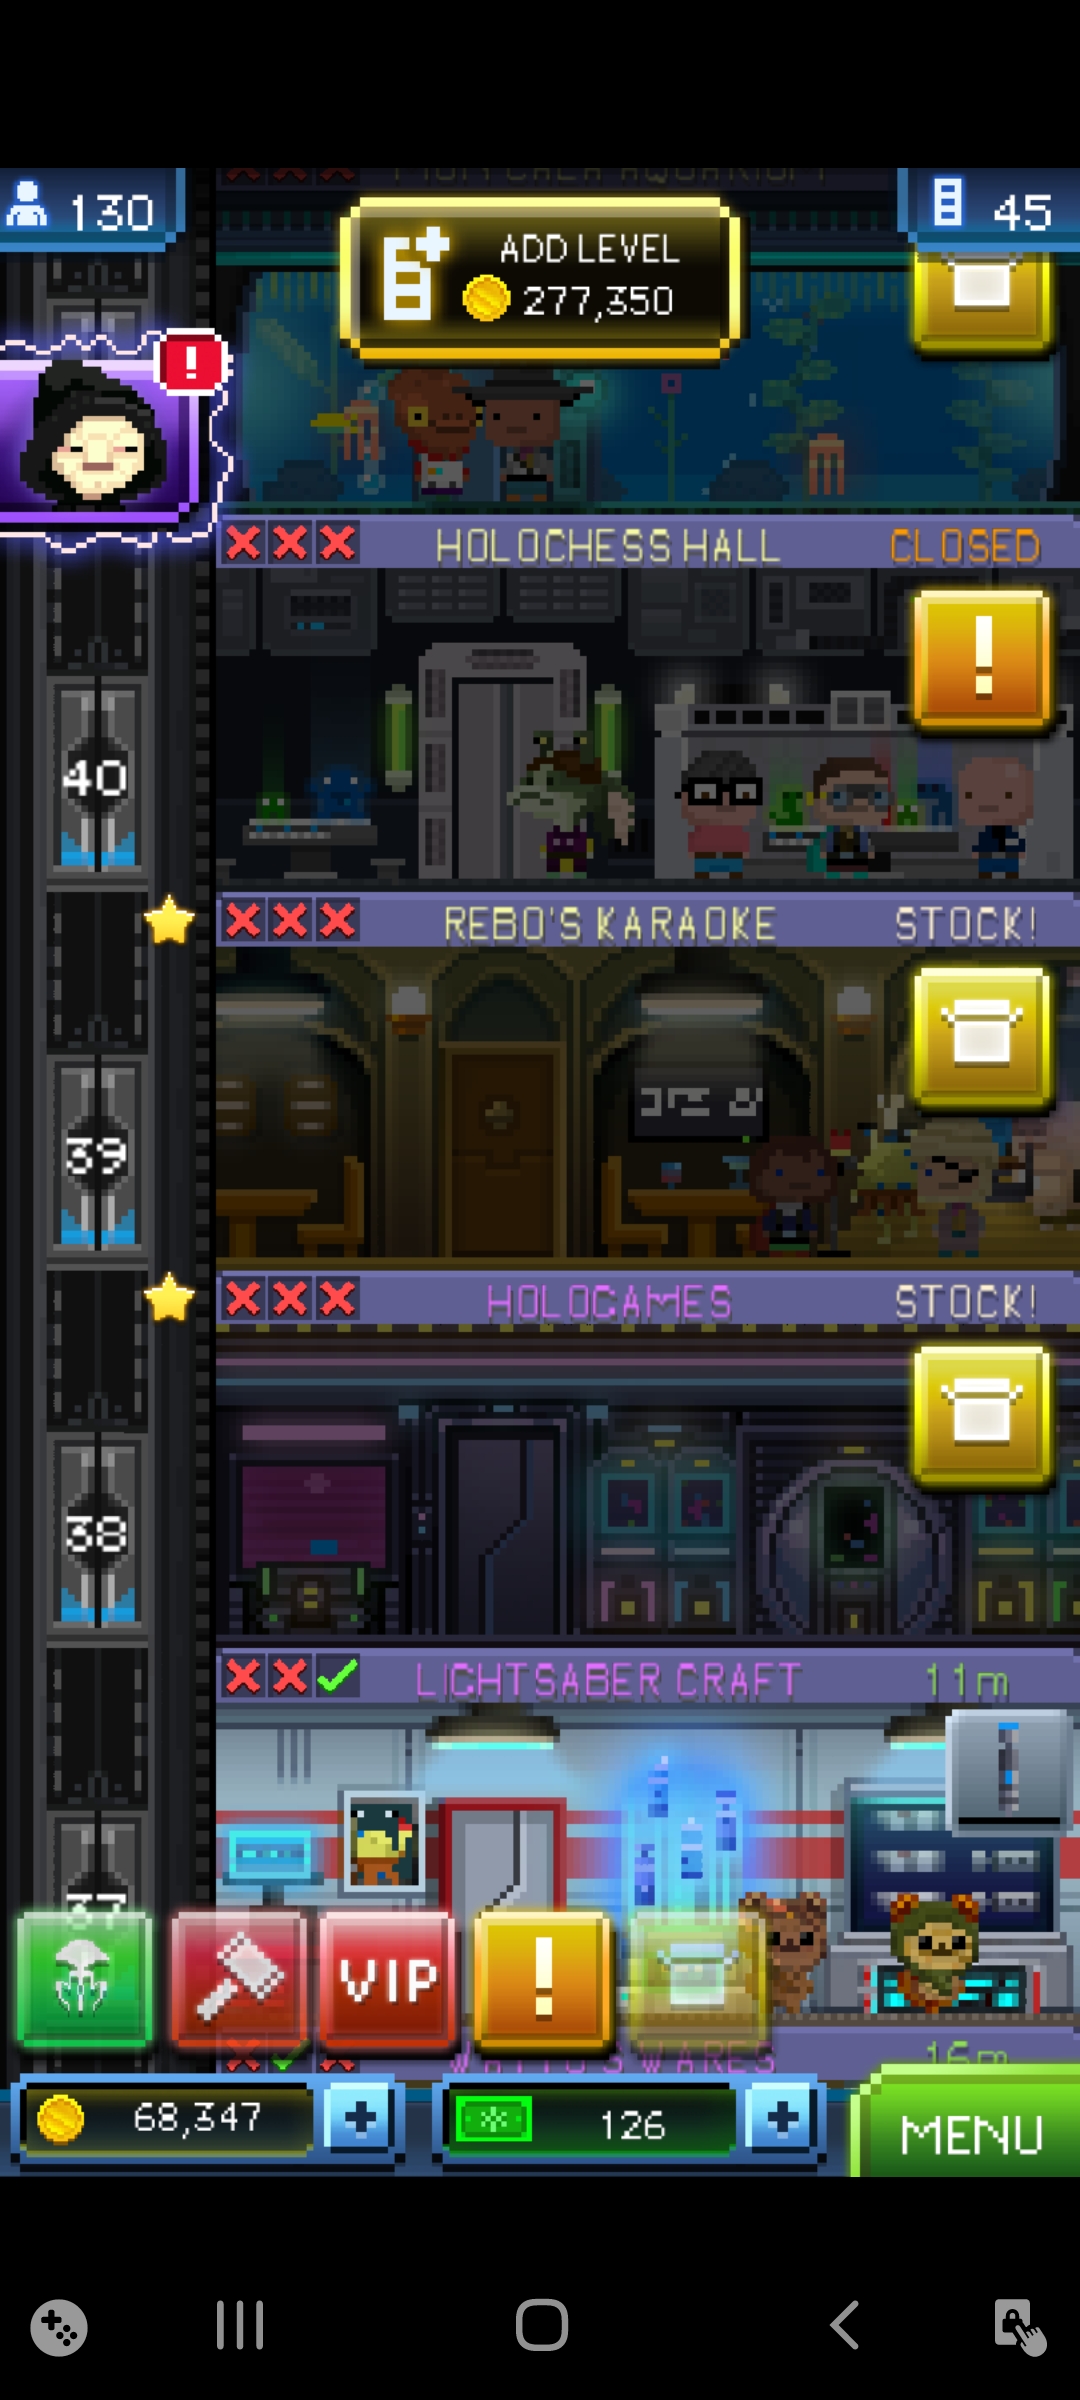 130
ADD LEVEL
277,350
45
!
HOLOCHESS HALL
CLOSED
!
40
REBO'S KARAOKE
STOCK!
39
HOLOGAMES
STOCK!
38
LIGHTSABER CRAFT
11m
37
VIP
!
WATTO'S WARES
16m
68,347
+
126
+
MENU